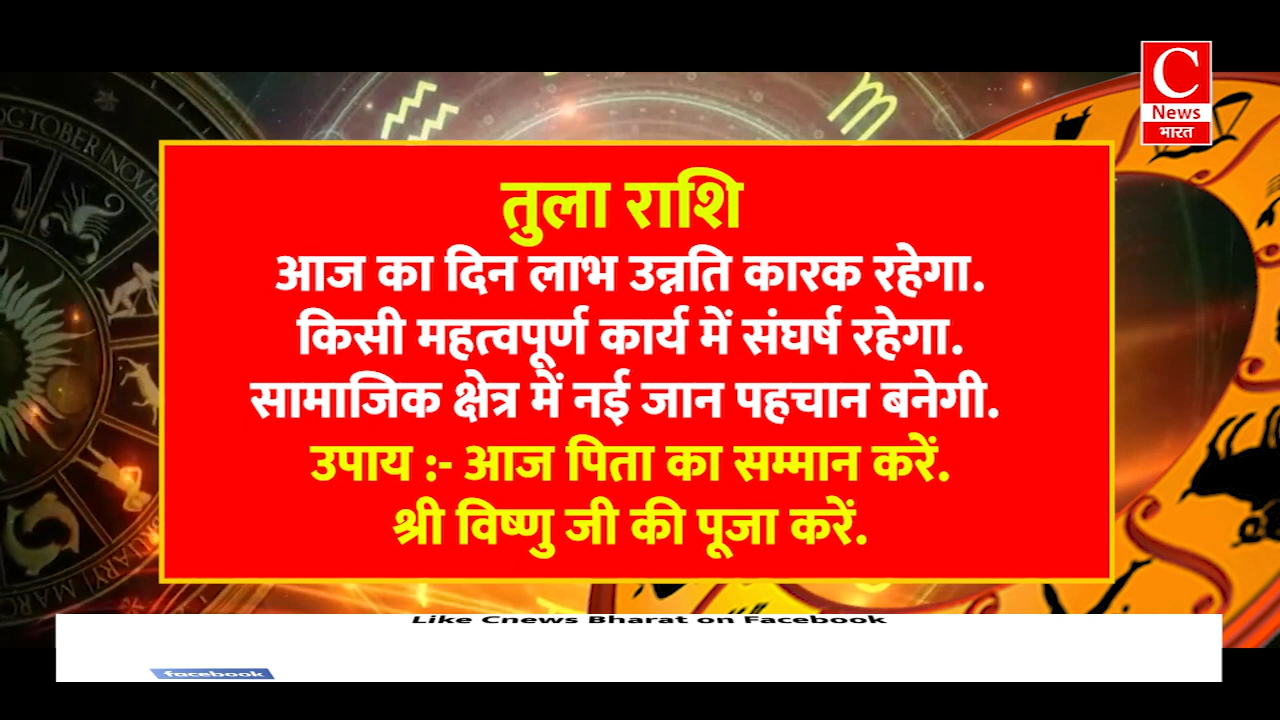 C
News
भारत
OCTOBER
तुला राशि
आज का दिन लाभ उन्नति कारक रहेगा.
किसी महत्वपूर्ण कार्य में संघर्ष रहेगा.
सामाजिक क्षेत्र में नई जान पहचान बनेगी.
उपाय :- आज पिता का सम्मान करें.
श्री विष्णु जी की पूजा करें.
Like Cnews Bharat on Facebook
facebook